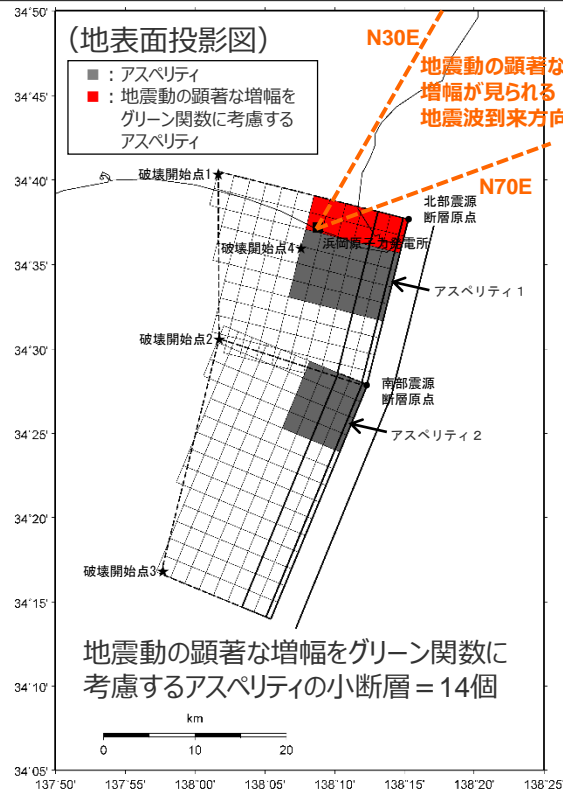 (地表面投影図)
■ : アスペリティ
■ : 地震動の顕著な増幅を
グリーン関数に考慮する
アスペリティ
N30E
地震動の顕著な
増幅が見られる
地震波到来方向
N70E
破壊開始点1
北部震源
断層原点
浜岡原子力発電所
破壊開始点4
アスペリティ1
破壊開始点2
南部震源
断層原点
アスペリティ2
破壊開始点3
地震動の顕著な増幅をグリーン関数に
考慮するアスペリティの小断層=14個
km
0 10 20
34°50'
34°45'
34°40'
34°35'
34°30'
34°25'
34°20'
34°15'
34°10'
34°05'
137°50' 137°55' 138°00' 138°05' 138°10' 138°15' 138°20' 138°25'